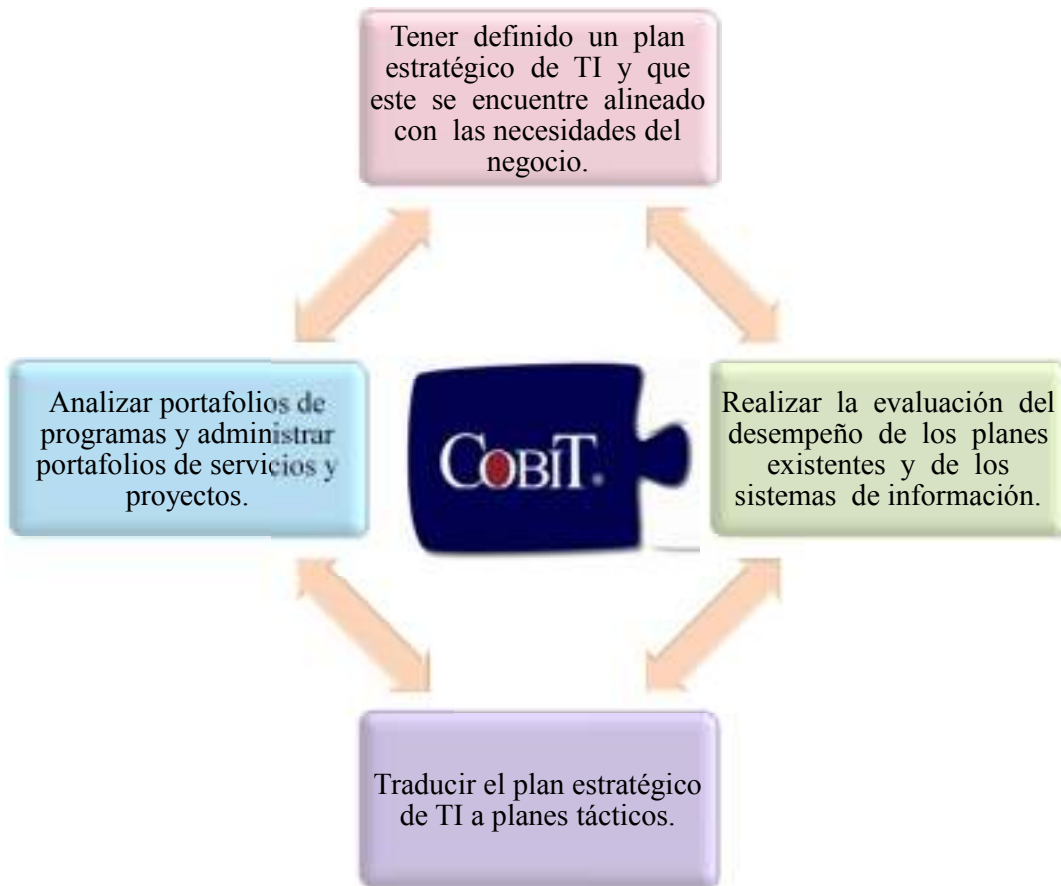 Tener definido un plan
estratégico de TI y que
este se encuentre alineado
con las necesidades del
negocio.
Analizar portafolios de
programas y administrar
portafolios de servicios y
proyectos.
COBIT®
Realizar la evaluación del
desempeño de los planes
existentes y de los
sistemas de información.
Traducir el plan estratégico
de TI a planes tácticos.